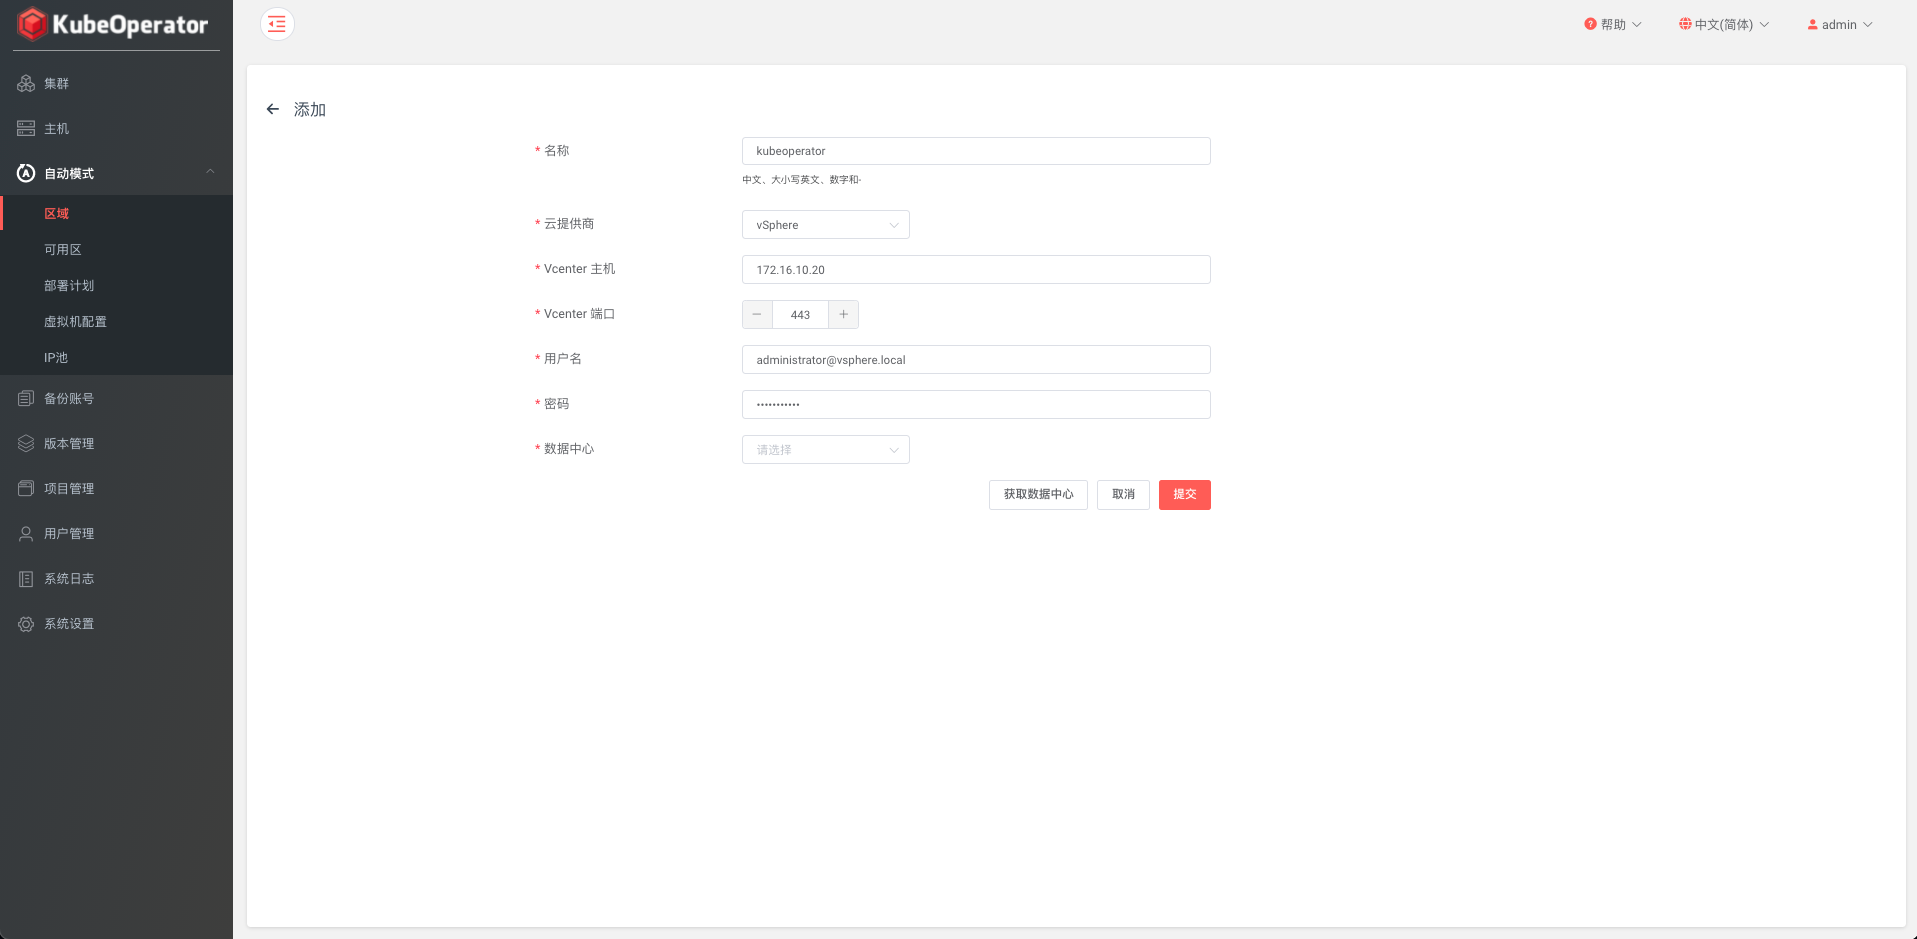 KubeOperator
帮助
中文(简体)
admin
集群
主机
自动模式
区域
可用区
部署计划
虚拟机配置
IP池
备份账号
版本管理
项目管理
用户管理
系统日志
系统设置
添加
* 名称
kubeoperator
中文、大小写英文、数字和-
* 云提供商
vSphere
* Vcenter 主机
172.16.10.20
* Vcenter 端口
443
* 用户名
administrator@vsphere.local
* 密码
•••••••••••
* 数据中心
请选择
获取数据中心
取消
提交